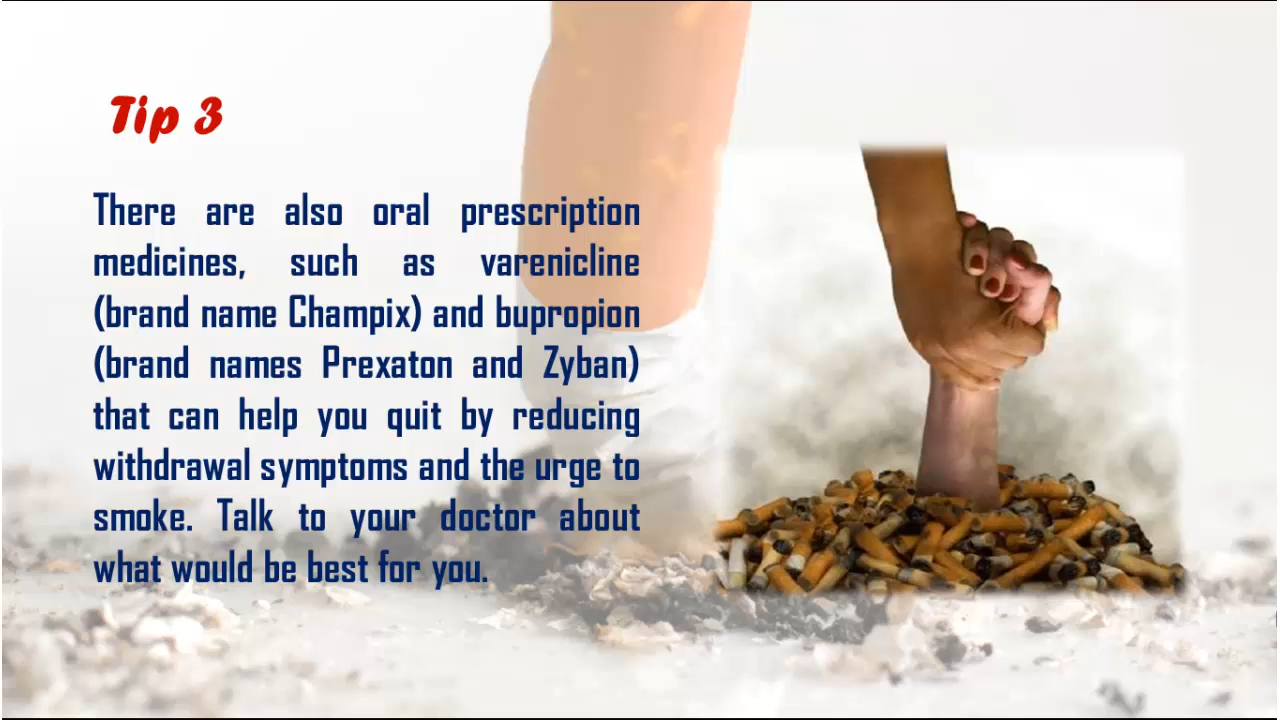 Tip 3
There are also oral prescription
medicines, such as varenicline
(brand name Champix) and bupropion
(brand names Prexaton and Zyban)
that can help you quit by reducing
withdrawal symptoms and the urge to
smoke. Talk to your doctor about
what would be best for you.